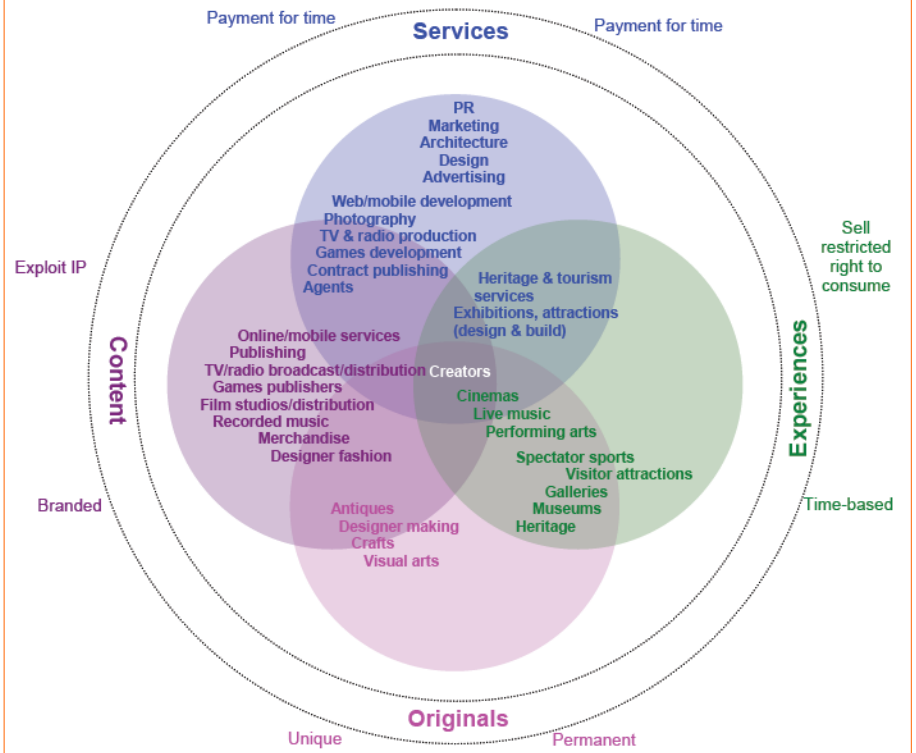 Payment for time
Services
Payment for time
PR
Marketing
Architecture
Design
Advertising
Web/mobile development
Photography
TV & radio production
Games development
Contract publishing
Agents
Heritage & tourism
services
Exhibitions, attractions
(design & build)
Sell
restricted
right to
consume
Exploit IP
Content
Online/mobile services
Publishing
TV/radio broadcast/distribution
Games publishers
Film studios/distribution
Recorded music
Merchandise
Designer fashion
Creators
Cinemas
Live music
Performing arts
Spectator sports
Visitor attractions
Galleries
Museums
Heritage
Experiences
Branded
Time-based
Antiques
Designer making
Crafts
Visual arts
Originals
Unique
Permanent